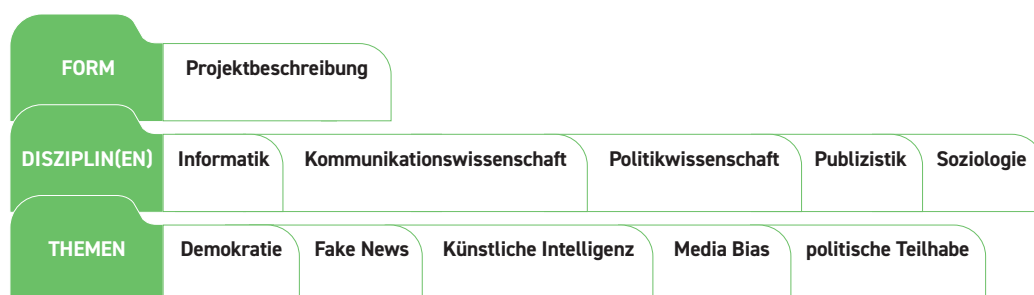 FORM Projektbeschreibung
DISZIPLIN(EN) Informatik Kommunikationswissenschaft Politikwissenschaft Publizistik Soziologie
THEMEN Demokratie Fake News Künstliche Intelligenz Media Bias politische Teilhabe